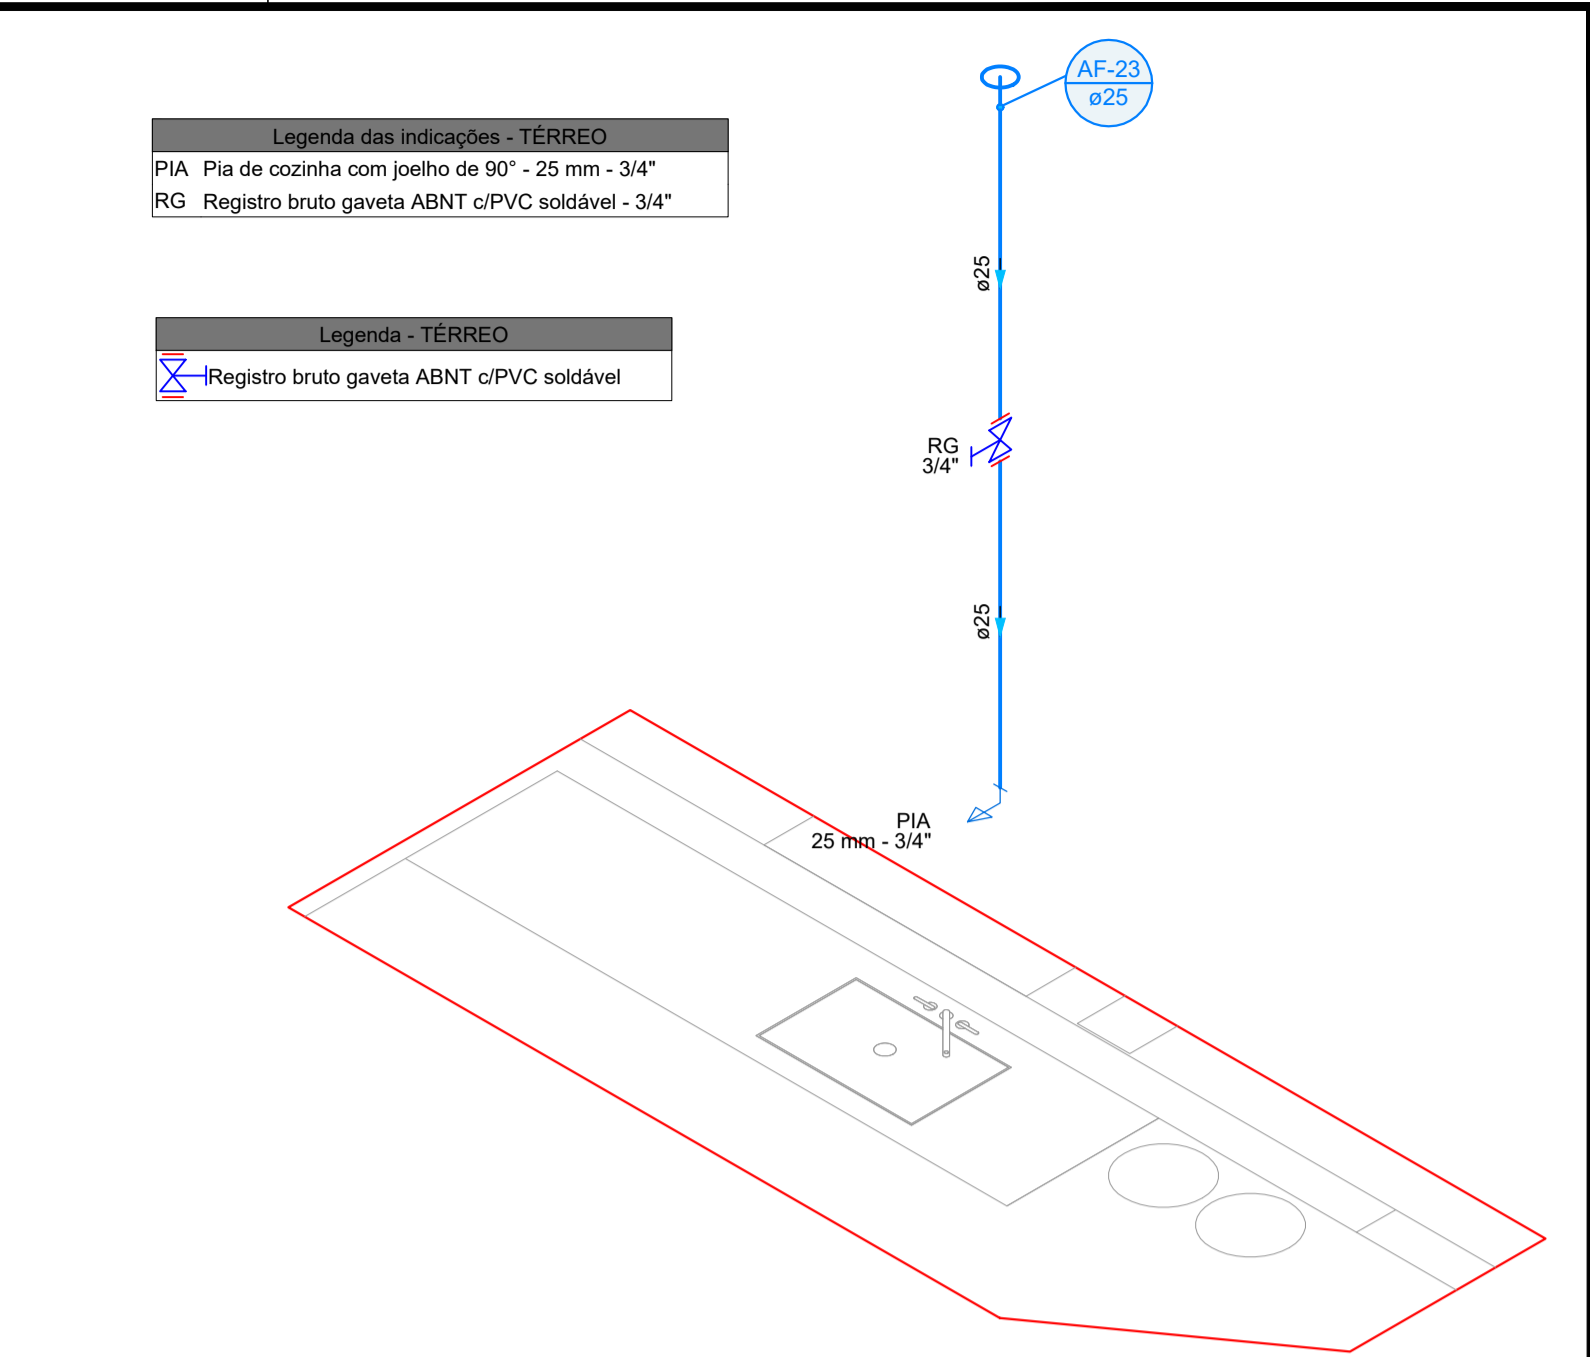 AF-23
ø25
Legenda das indicações - TÉRREO
PIA Pia de cozinha com joelho de 90° - 25 mm - 3/4"
RG Registro bruto gaveta ABNT c/PVC soldável - 3/4"
ø25
Legenda - TÉRREO
Registro bruto gaveta ABNT c/PVC soldável
RG
3/4"
ø25
PIA
25 mm - 3/4"